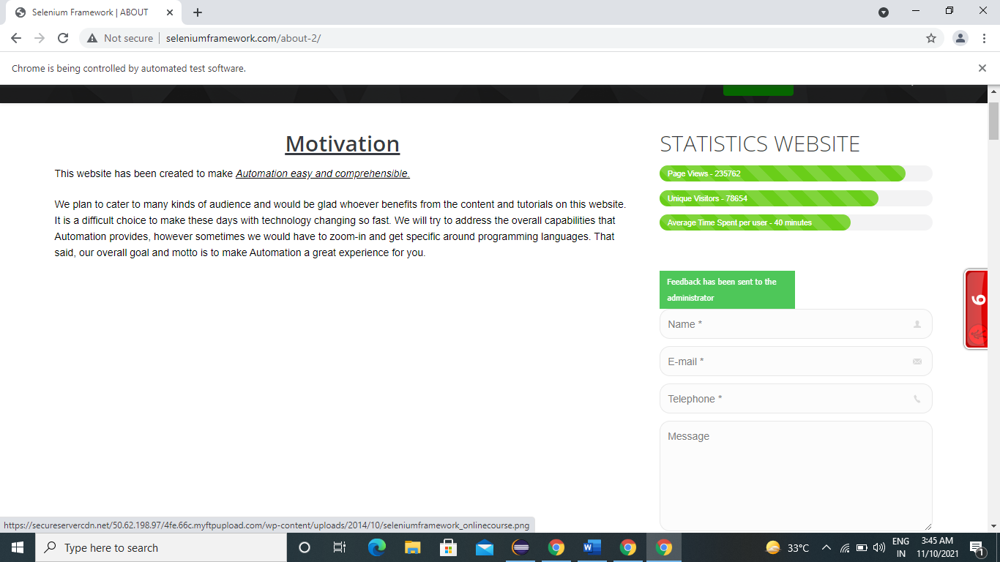 Selenium Framework | ABOUT
Not secure
seleniumframework.com/about-2/
Chrome is being controlled by automated test software.
Motivation
This website has been created to make Automation easy and comprehensible.
We plan to cater to many kinds of audience and would be glad whoever benefits from the content and tutorials on this website.
It is a difficult choice to make these days with technology changing so fast. We will try to address the overall capabilities that
Automation provides, however sometimes we would have to zoom-in and get specific around programming languages. That
said, our overall goal and motto is to make Automation a great experience for you.
STATISTICS WEBSITE
Page Views - 235762
Unique Visitors - 78654
Average Time Spent per user - 40 minutes
Feedback has been sent to the
administrator
Name *
E-mail *
Telephone *
Message
https://secureservercdn.net/50.62.198.97/4fe.66c.myftpupload.com/wp-content/uploads/2014/10/seleniumframework_onlinecourse.png
Type here to search
33°C
ENG
IN
3:45 AM
11/10/2021
1